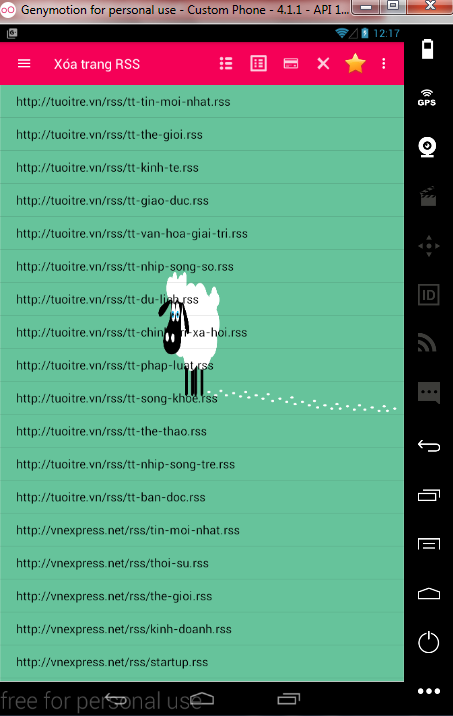 Genymotion for personal use - Custom Phone - 4.1.1 - API 1...
12:17
Xóa trang RSS
http://tuoitre.vn/rss/tt-tin-moi-nhat.rss
http://tuoitre.vn/rss/tt-the-gioi.rss
http://tuoitre.vn/rss/tt-kinh-te.rss
http://tuoitre.vn/rss/tt-giao-duc.rss
http://tuoitre.vn/rss/tt-van-hoa-giai-tri.rss
http://tuoitre.vn/rss/tt-nhip-song-so.rss
http://tuoitre.vn/rss/tt-du-lich.rss
http://tuoitre.vn/rss/tt-chinh-tri-xa-hoi.rss
http://tuoitre.vn/rss/tt-phap-luat.rss
http://tuoitre.vn/rss/tt-song-khoe.rss
http://tuoitre.vn/rss/tt-the-thao.rss
http://tuoitre.vn/rss/tt-nhip-song-tre.rss
http://tuoitre.vn/rss/tt-ban-doc.rss
http://vnexpress.net/rss/tin-moi-nhat.rss
http://vnexpress.net/rss/thoi-su.rss
http://vnexpress.net/rss/the-gioi.rss
http://vnexpress.net/rss/kinh-doanh.rss
http://vnexpress.net/rss/startup.rss
free for personal use
GPS
ID